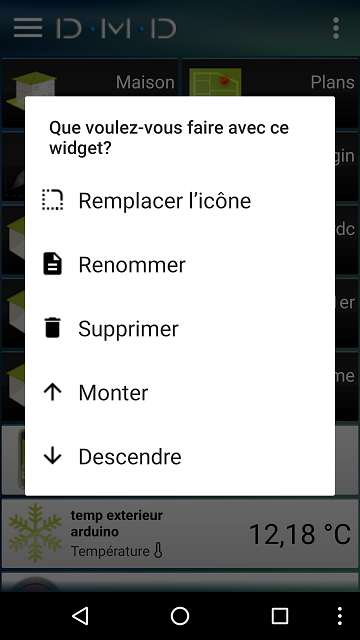 D·M·D
Maison
Plans
gin
Que voulez-vous faire avec ce
widget?
dc
Remplacer l'icône
Renommer
er
Supprimer
me
Monter
Descendre
temp exterieur
arduino
12,18 °C
Température